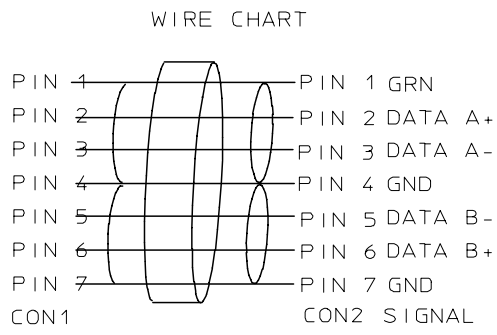 WIRE CHART
PIN 1 PIN 1 GRN
PIN 2 PIN 2 DATA A+
PIN 3 PIN 3 DATA A-
PIN 4 PIN 4 GND
PIN 5 PIN 5 DATA B-
PIN 6 PIN 6 DATA B+
PIN 7 PIN 7 GND
CON1 CON2 SIGNAL